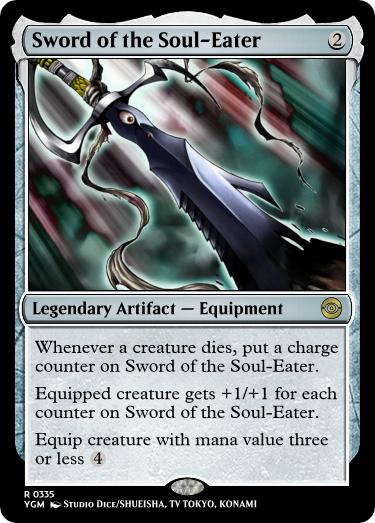 Sword of the Soul-Eater 2
Legendary Artifact — Equipment
Whenever a creature dies, put a charge
counter on Sword of the Soul-Eater.
Equipped creature gets +1/+1 for each
counter on Sword of the Soul-Eater.
Equip creature with mana value three
or less 4
R 0335
YGM Studio Dice/SHUEISHA, TV TOKYO, KONAMI